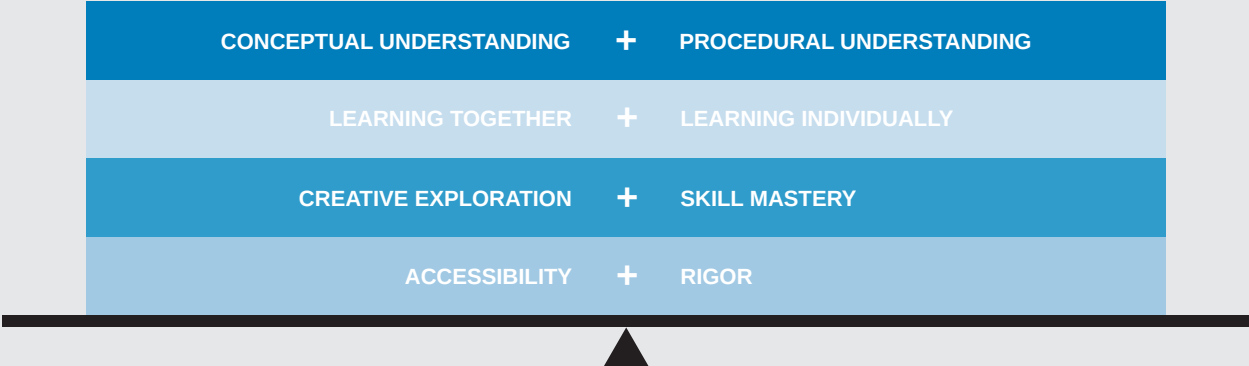 CONCEPTUAL UNDERSTANDING + PROCEDURAL UNDERSTANDING
LEARNING TOGETHER + LEARNING INDIVIDUALLY
CREATIVE EXPLORATION + SKILL MASTERY
ACCESSIBILITY + RIGOR